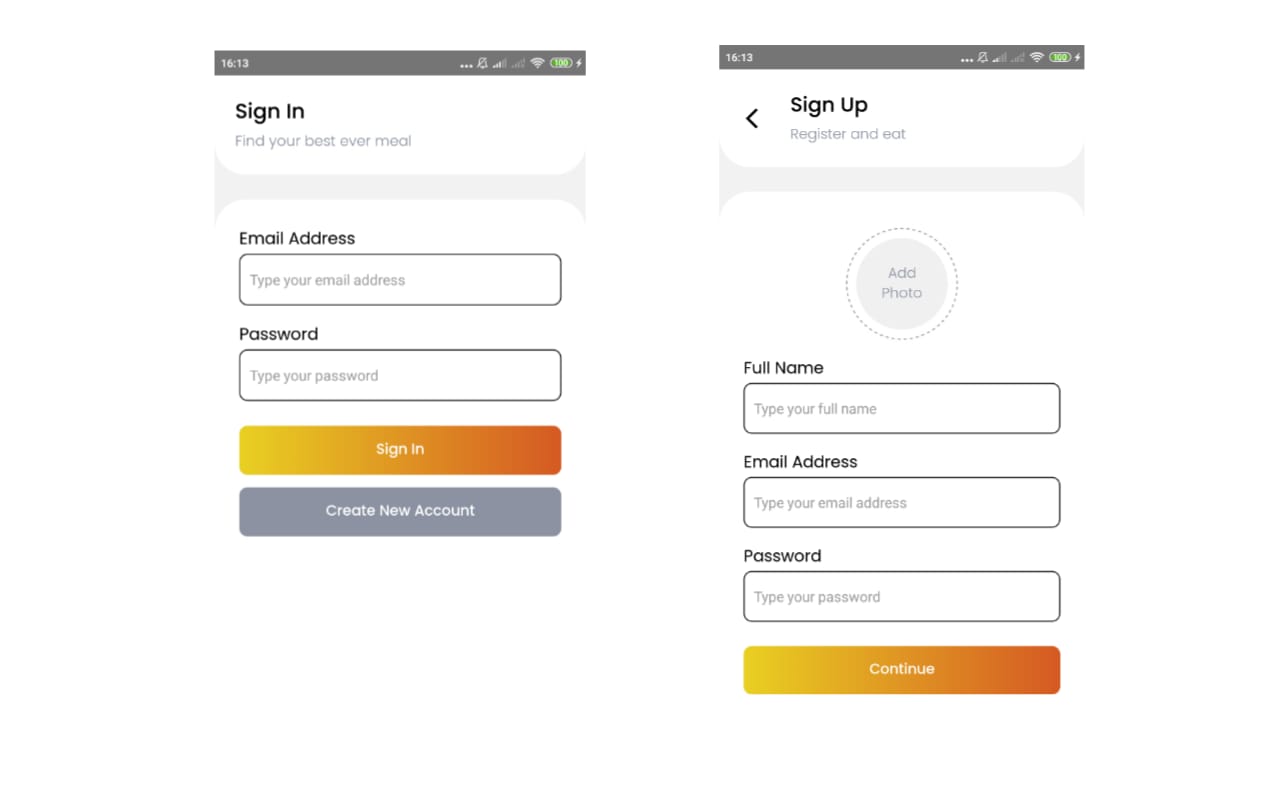 16:13
100
Sign In
Find your best ever meal
Email Address
Type your email address
Password
Type your password
Sign In
Create New Account
16:13
100
Sign Up
Register and eat
Add
Photo
Full Name
Type your full name
Email Address
Type your email address
Password
Type your password
Continue